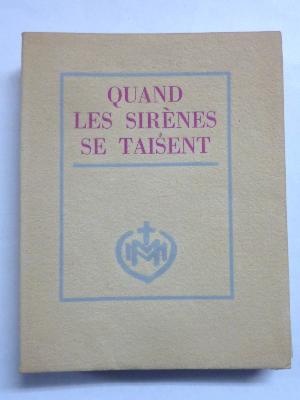 QUAND
LES SIRÈNES
SE TAISENT